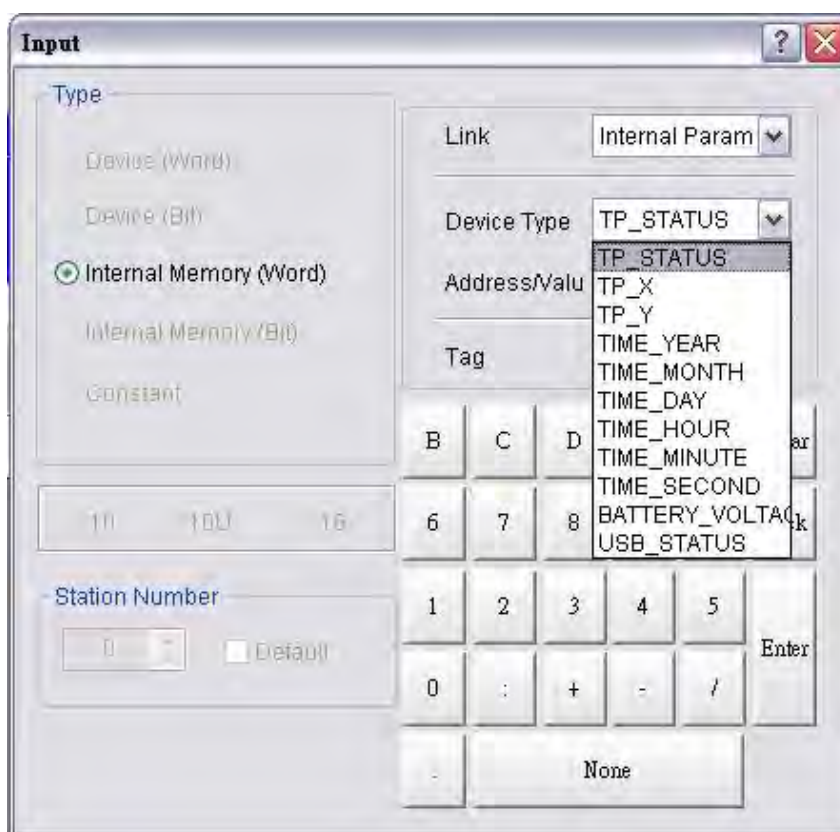 Input
Type
Device (Word)
Device (Bit)
Internal Memory (Word)
Internal Memory (Bit)
Constant
10 10U 16
Station Number
0 Default
Link Internal Param
Device Type TP_STATUS
TP_STATUS
Address/Valu
TP_X
TP_Y
TIME_YEAR
Tag
TIME_MONTH
TIME_DAY
TIME_HOUR
TIME_MINUTE
TIME_SECOND
BATTERY_VOLTAG
USB_STATUS
B C D ar
6 7 8 k
1 2 3 4 5
Enter
0 : + - /
. None